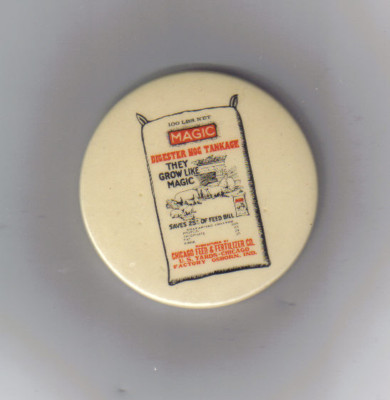 100 LBS NET
MAGIC
DIGESTER HOG TANKAGE
THEY
GROW LIKE
MAGIC
SAVES 25% OF FEED BILL
CHICAGO FEED & FERTILIZER CO.
U.S. YARDS-CHICAGO
FACTORY OSBORN, IND.